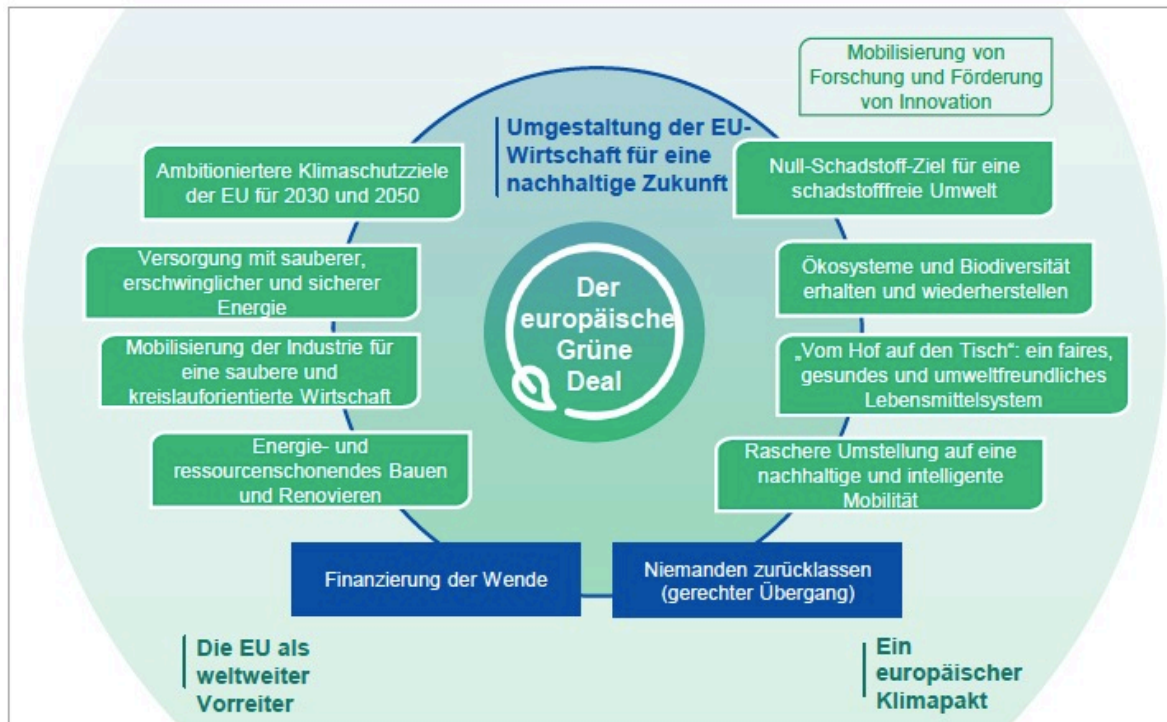 Mobilisierung von
Forschung und Förderung
von Innovation
Umgestaltung der EU-
Wirtschaft für eine
nachhaltige Zukunft
Ambitioniertere Klimaschutzziele
der EU für 2030 und 2050
Null-Schadstoff-Ziel für eine
schadstofffreie Umwelt
Versorgung mit sauberer,
erschwinglicher und sicherer
Energie
Ökosysteme und Biodiversität
erhalten und wiederherstellen
Der
europäische
Grüne
Deal
Mobilisierung der Industrie für
eine saubere und
kreislauforientierte Wirtschaft
„Vom Hof auf den Tisch“: ein faires,
gesundes und umweltfreundliches
Lebensmittelsystem
Energie- und
ressourcenschonendes Bauen
und Renovieren
Raschere Umstellung auf eine
nachhaltige und intelligente
Mobilität
Finanzierung der Wende
Niemanden zurücklassen
(gerechter Übergang)
Die EU als
weltweiter
Vorreiter
Ein
europäischer
Klimapakt